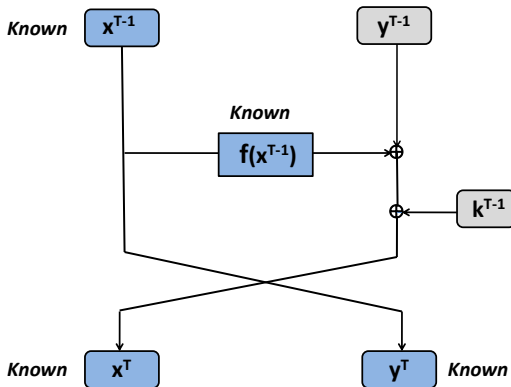 Known x^{T-1} y^{T-1}
Known
f(x^{T-1})
k^{T-1}
Known x^T y^T Known